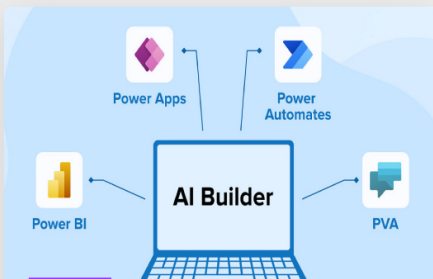 Power Apps
Power
Automates
AI Builder
Power BI
PVA